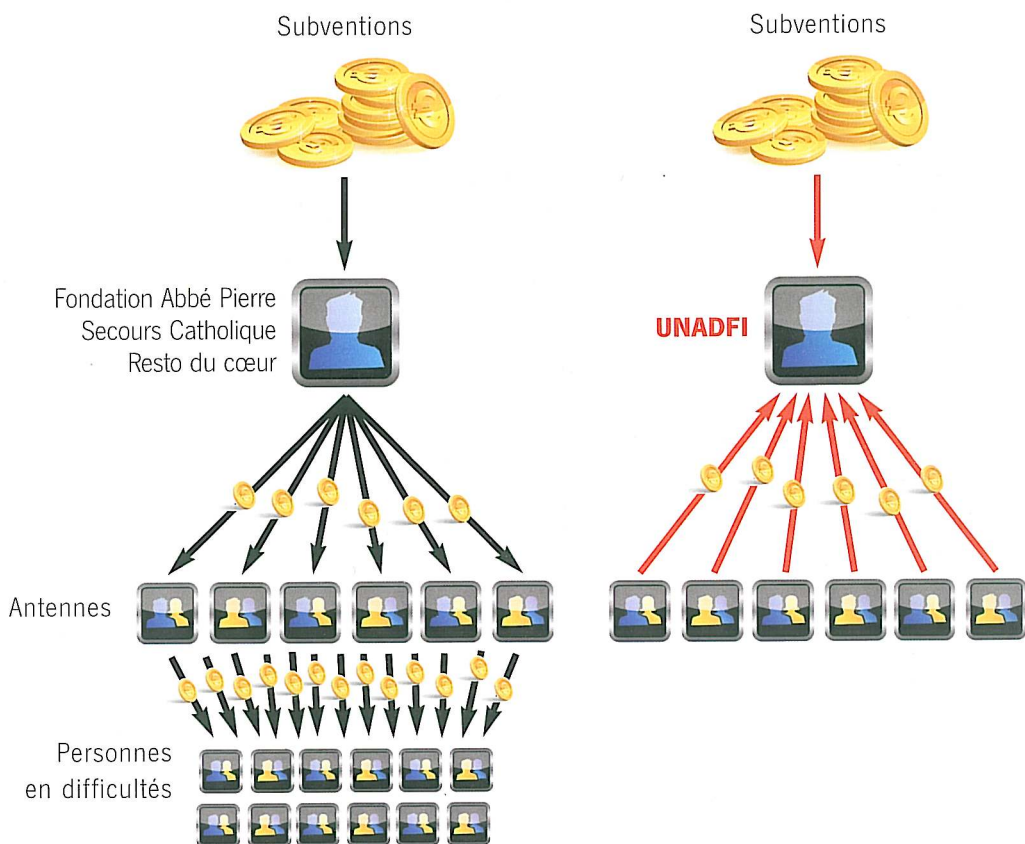 Subventions
Subventions
Fondation Abbé Pierre
Secours Catholique
Resto du cœur
UNADFI
Antennes
Personnes
en difficultés